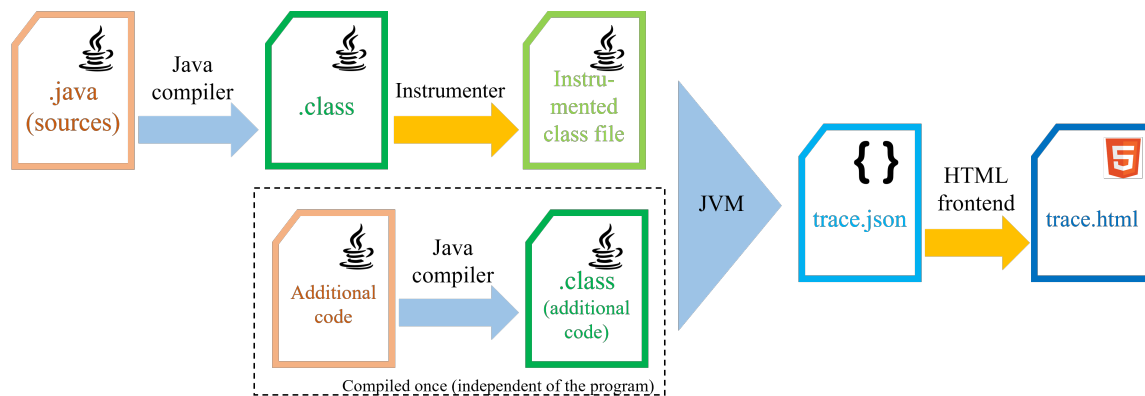 .java
(sources)
Java
compiler
.class
Instrumenter
Instru-
mented
class file
Additional
code
Java
compiler
.class
(additional
code)
Compiled once (independent of the program)
JVM
{ }
trace.json
HTML
frontend
5
trace.html